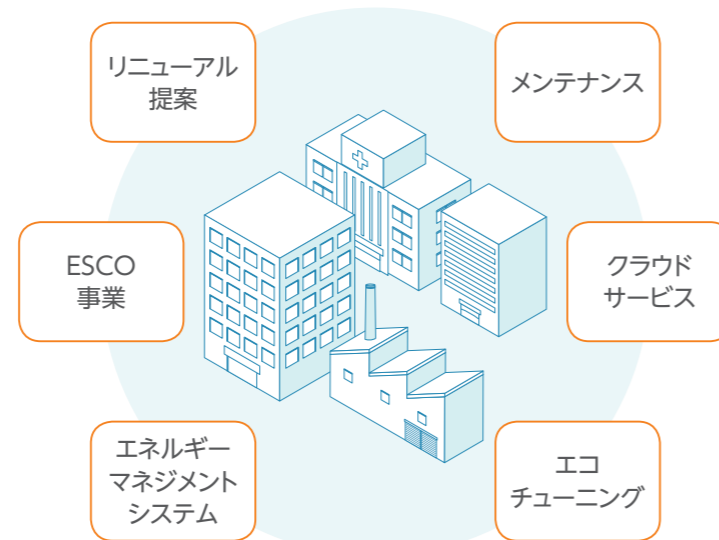 リニューアル
提案
メンテナンス
ESCO
事業
クラウド
サービス
エネルギー
マネジメント
システム
エコ
チューニング